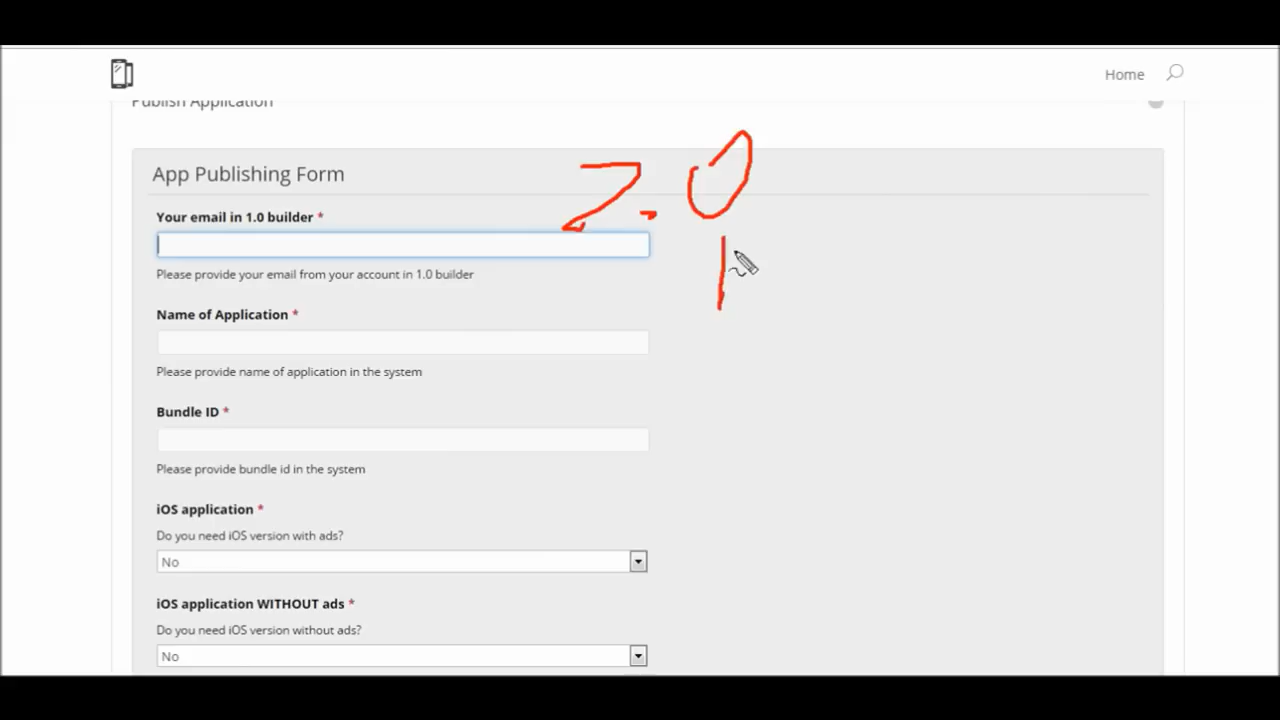 Home
Publish Application
App Publishing Form
2.0
Your email in 1.0 builder *
Please provide your email from your account in 1.0 builder
Name of Application *
Please provide name of application in the system
Bundle ID *
Please provide bundle id in the system
iOS application *
Do you need iOS version with ads?
No
iOS application WITHOUT ads *
Do you need iOS version without ads?
No